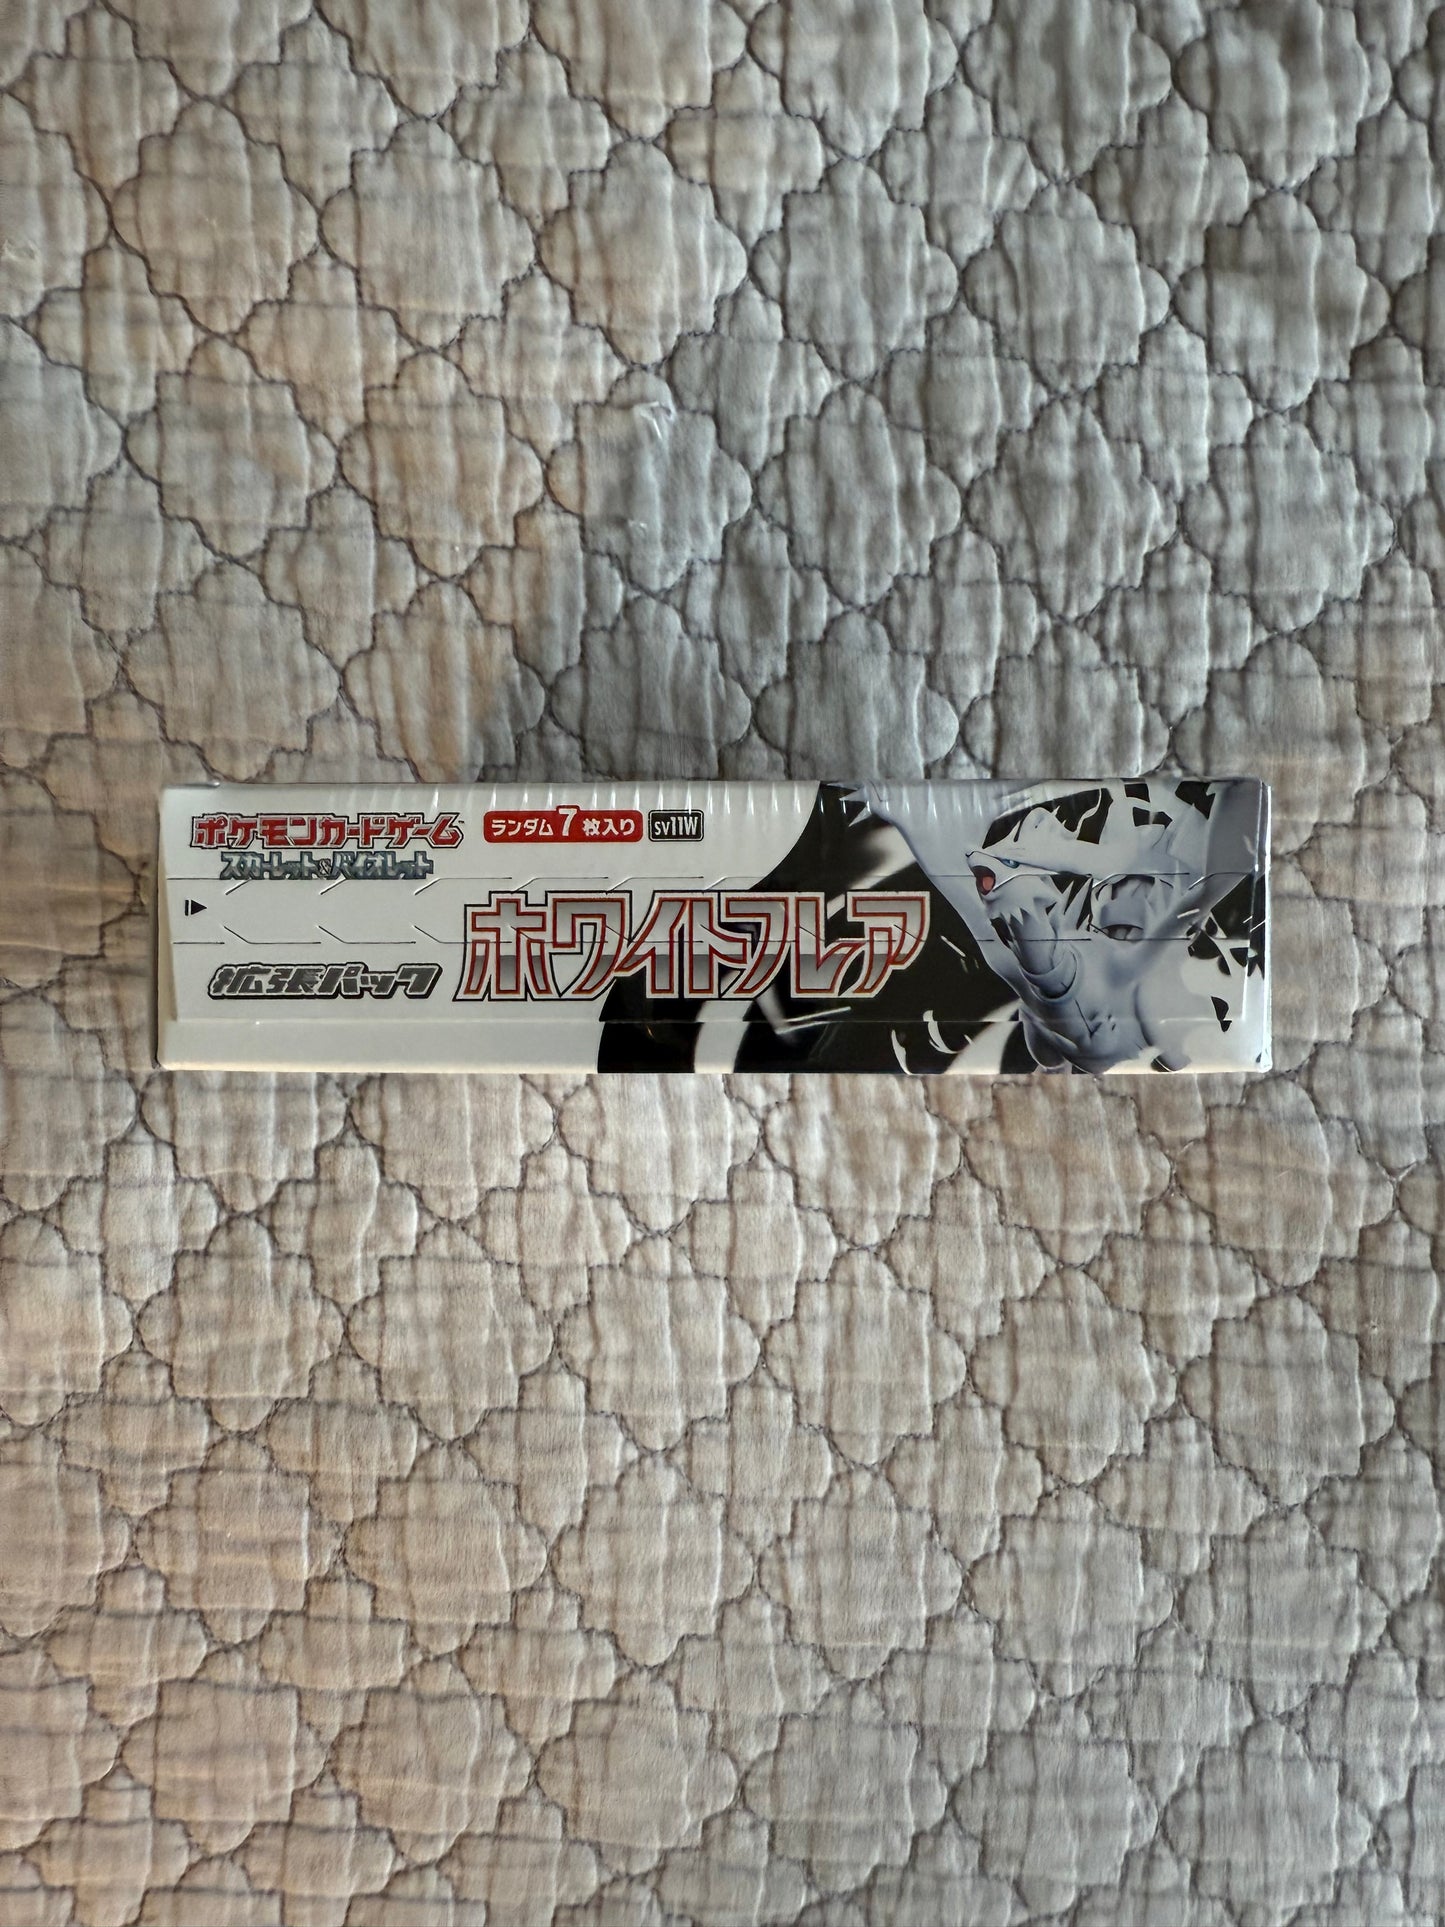 ポケモンカードゲーム™
スカーレット&バイオレット
ランダム7枚入り
sv11W
拡張パック
ホワイトフレア